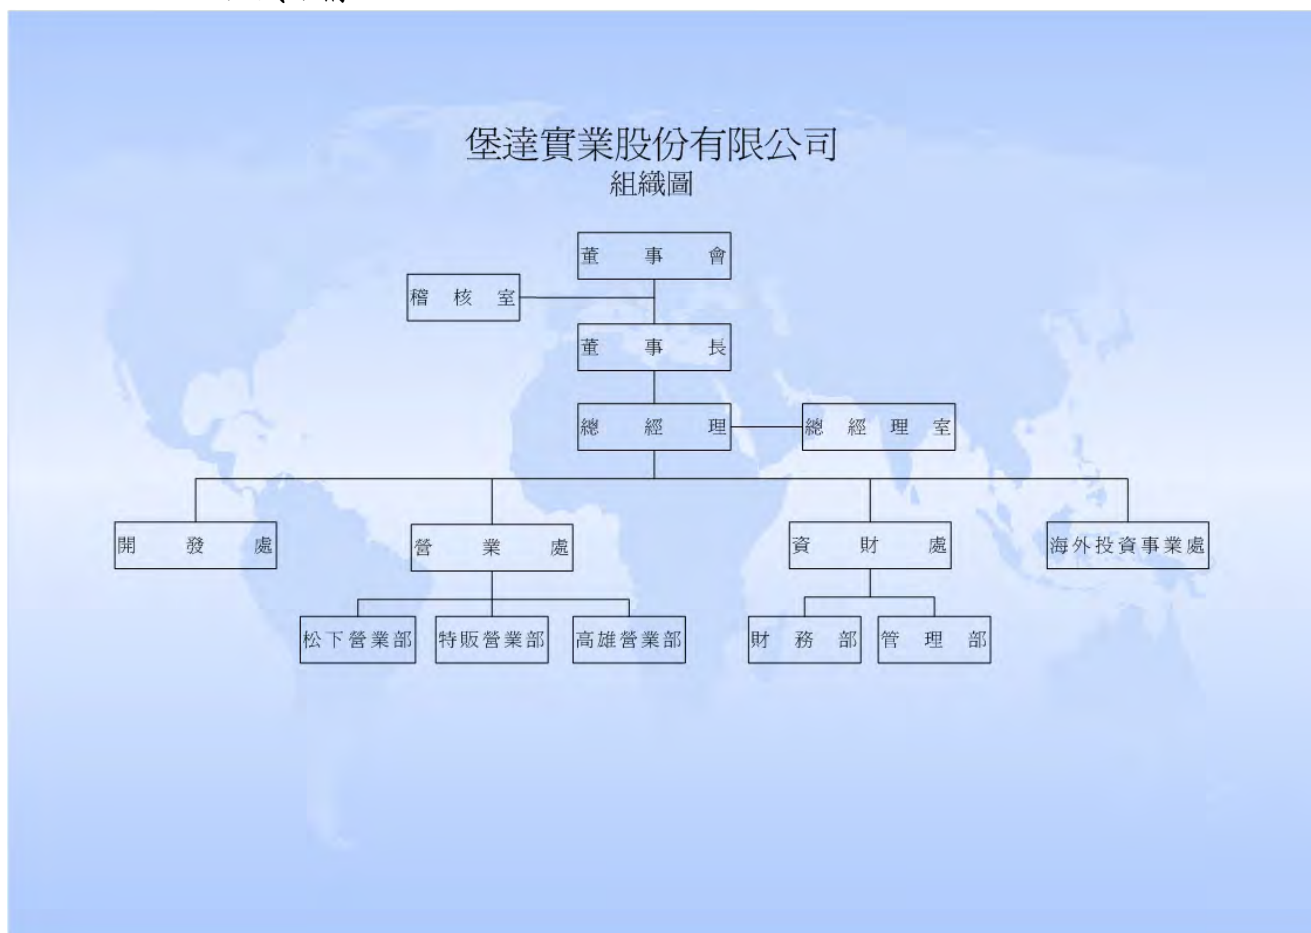 堡達實業股份有限公司
組織圖
董事會
稽核室
董事長
總經理
總經理室
開發處
營業處
資財處
海外投資事業處
松下營業部
特販營業部
高雄營業部
財務部
管理部